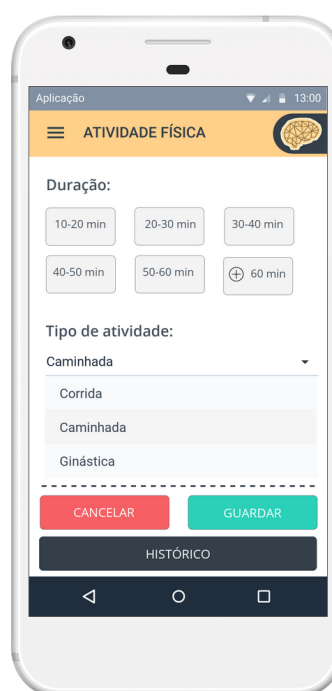 Aplicação 13:00
ATIVIDADE FÍSICA
Duração:
10-20 min 20-30 min 30-40 min
40-50 min 50-60 min + 60 min
Tipo de atividade:
Caminhada
Corrida
Caminhada
Ginástica
CANCELAR GUARDAR
HISTÓRICO